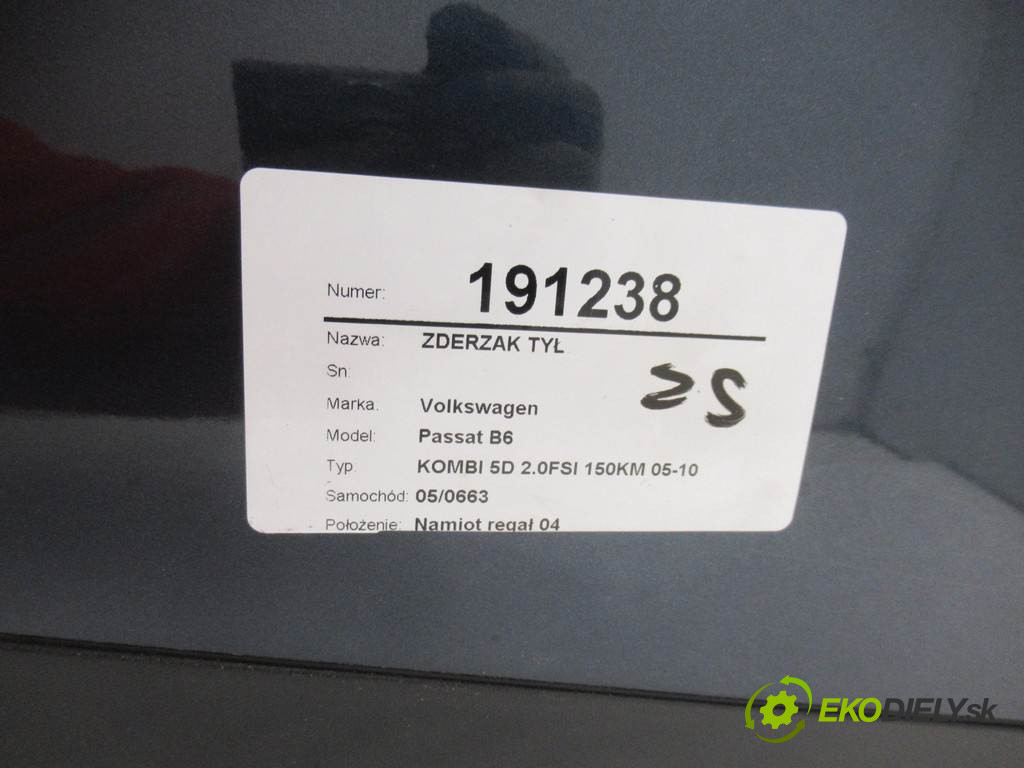 Numer: 191238
Nazwa: ZDERZAK TYŁ
Sn:
Marka: Volkswagen
Model: Passat B6
Typ: KOMBI 5D 2.0FSI 150KM 05-10
Samochód: 05/0663
Położenie: Namiot regał 04
EKODIELY.sk